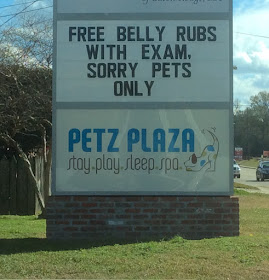 FREE BELLY RUBS
WITH EXAM,
SORRY PETS
ONLY
PETZ PLAZA
stay.play.sleep.spa